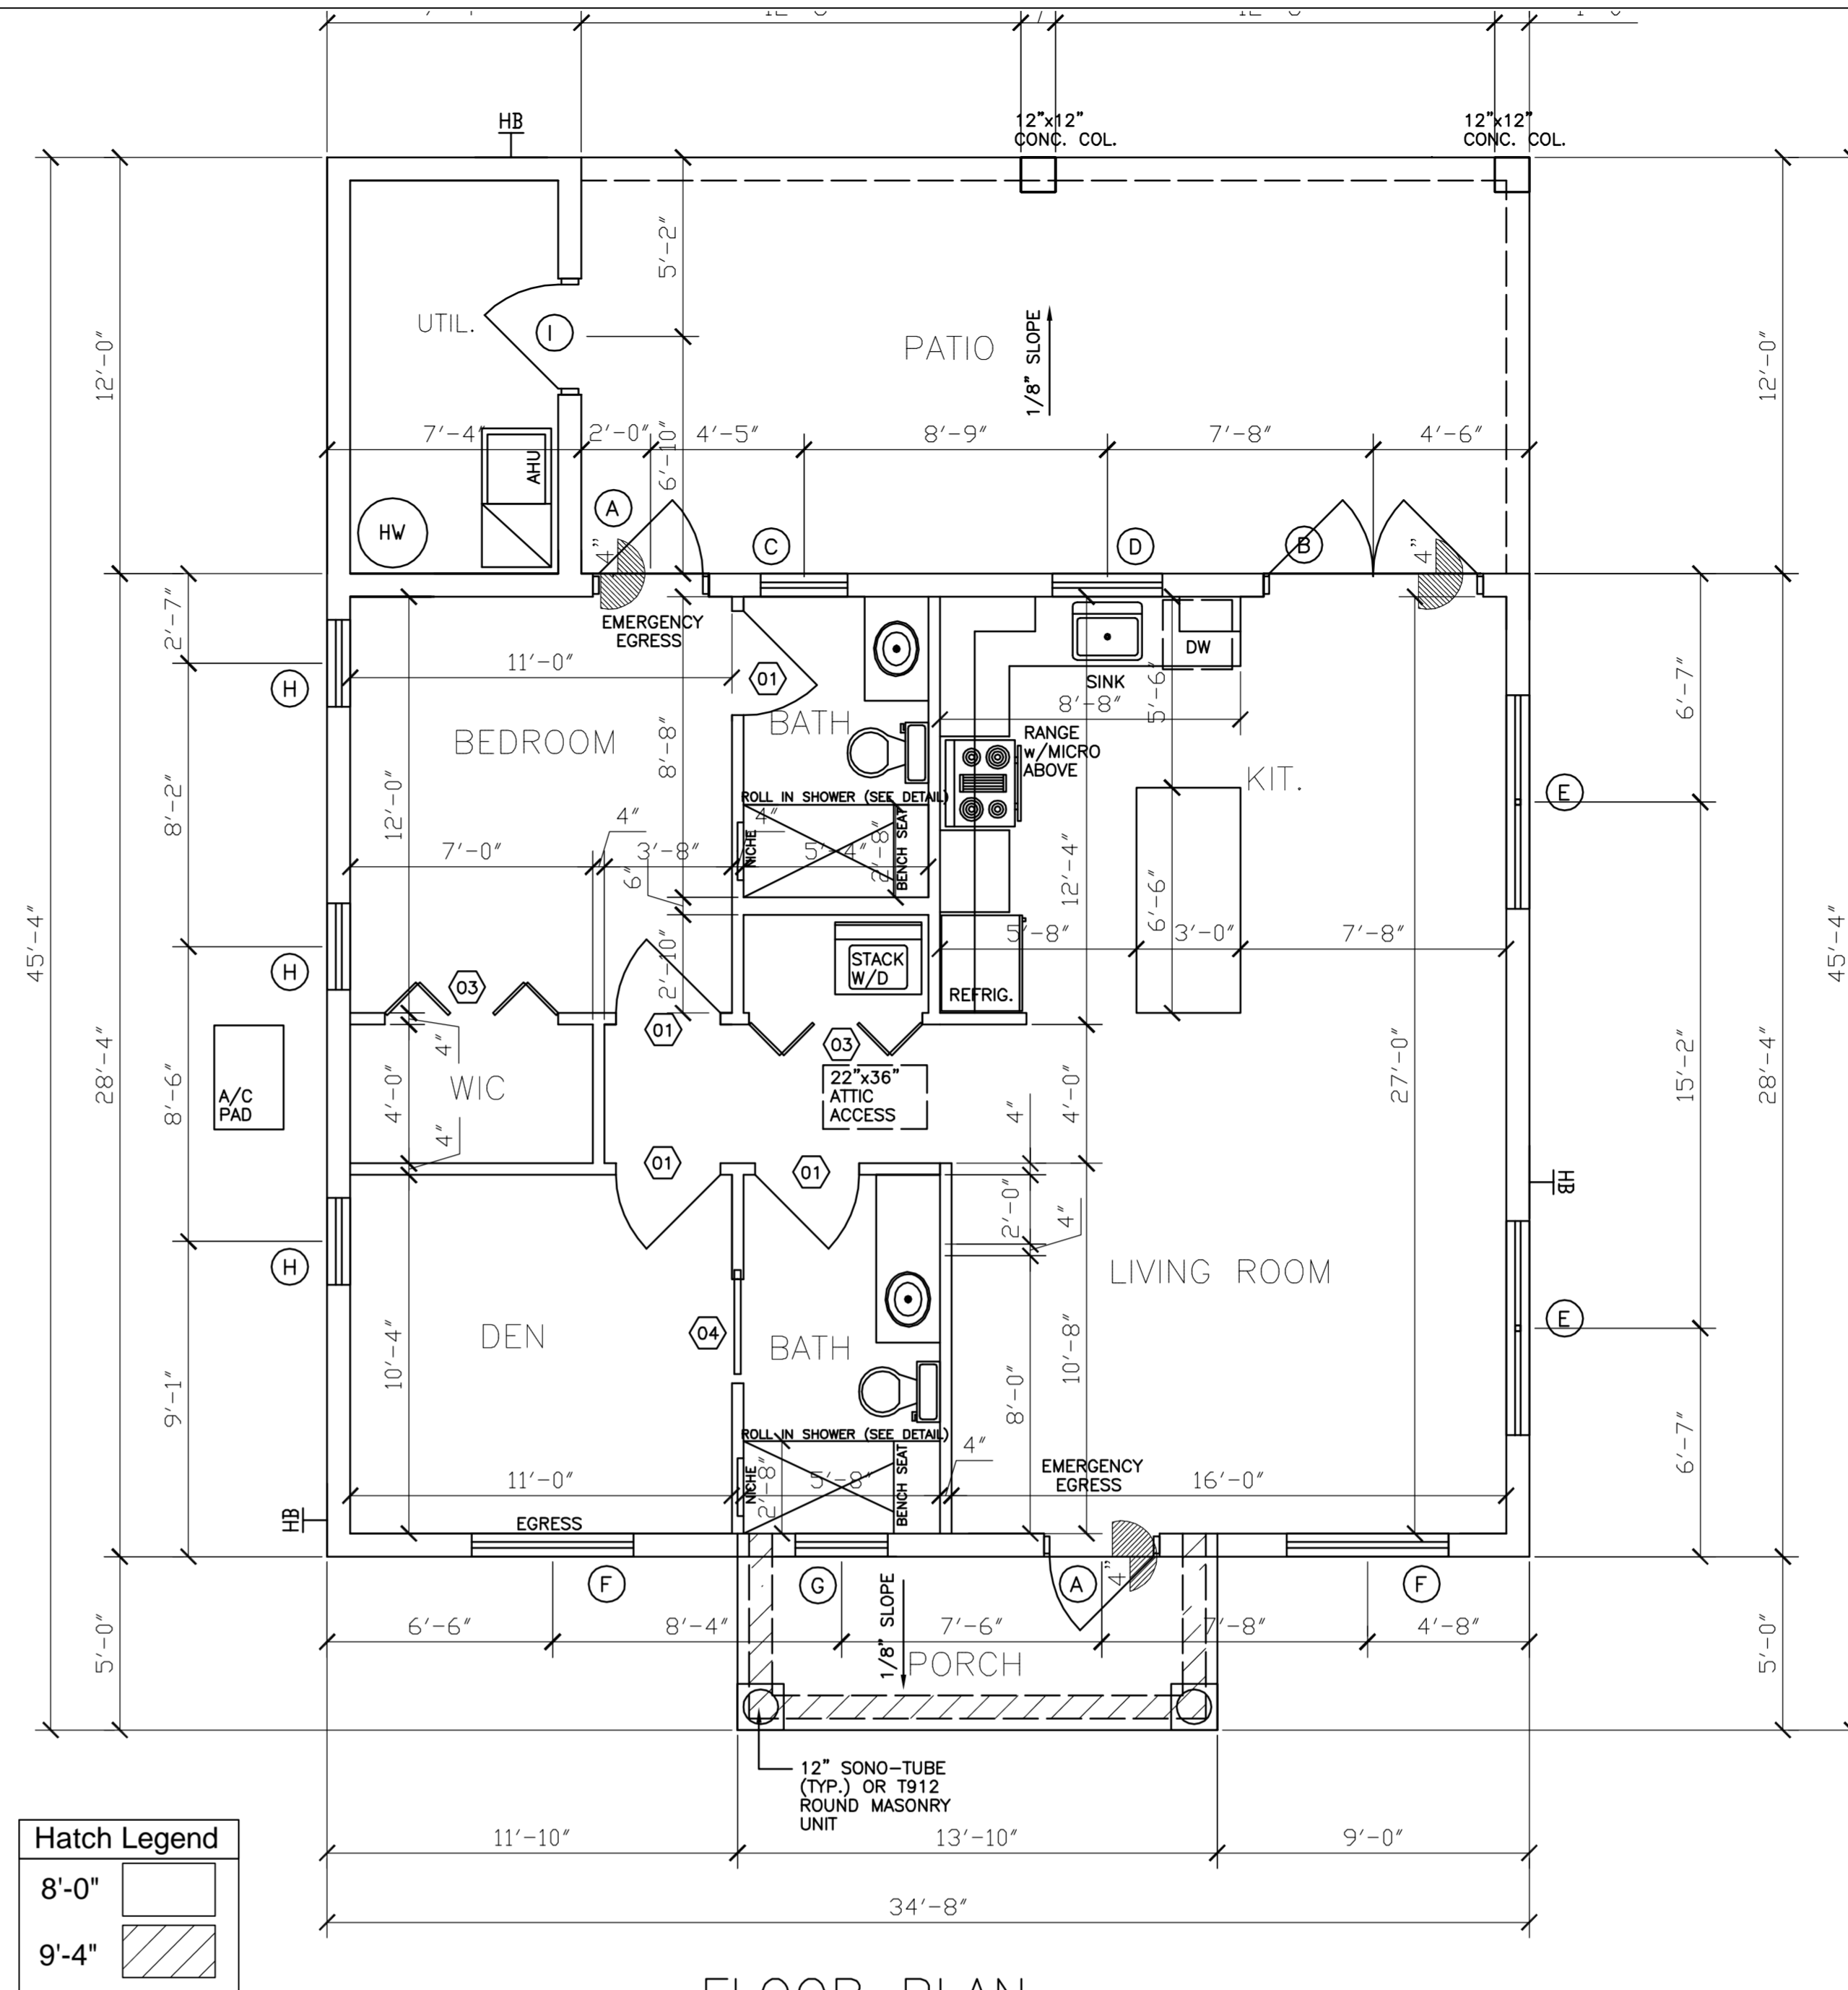 HB
12"x12"
CONC. COL.
12"x12"
CONC. COL.
5'-2"
UTIL.
I
PATIO
1/8" SLOPE
12'-0"
12'-0"
7'-4"
2'-0"
6'-10"
4'-5"
8'-9"
7'-8"
4'-6"
AHU
HW
A
4"
C
D
B
4"
EMERGENCY
EGRESS
2'-7"
11'-0"
01
BATH
SINK
DW
8'-8"
5'-6"
6'-7"
H
BEDROOM
8'-8"
RANGE
w/MICRO
ABOVE
KIT.
E
12'-0"
ROLL IN SHOWER (SEE DETAIL)
8'-2"
4"
4"
7'-0"
3'-8"
6"
NICHE
5'-4"
2'-8"
BENCH SEAT
12'-4"
6'-6"
45'-4"
45'-4"
5'-8"
3'-0"
7'-8"
H
03
2'-10"
STACK
W/D
REFRIG.
01
03
4"
28'-4"
8'-6"
A/C
PAD
4'-0"
WIC
4"
22"x36"
ATTIC
ACCESS
4"
4'-0"
27'-0"
15'-2"
28'-4"
01
01
HB
2'-0"
4"
H
LIVING ROOM
DEN
04
BATH
E
10'-4"
9'-1"
8'-0"
10'-8"
6'-7"
ROLL IN SHOWER (SEE DETAIL)
4"
11'-0"
NICHE
2'-8"
5'-8"
BENCH SEAT
EMERGENCY
EGRESS
16'-0"
HB
EGRESS
F
G
A
4"
F
5'-0"
6'-6"
8'-4"
1/8" SLOPE
7'-6"
7'-8"
4'-8"
5'-0"
PORCH
12" SONO-TUBE
(TYP.) OR T912
ROUND MASONRY
UNIT
11'-10"
13'-10"
9'-0"
34'-8"
Hatch Legend
8'-0"
9'-4"
FLOOR PLAN